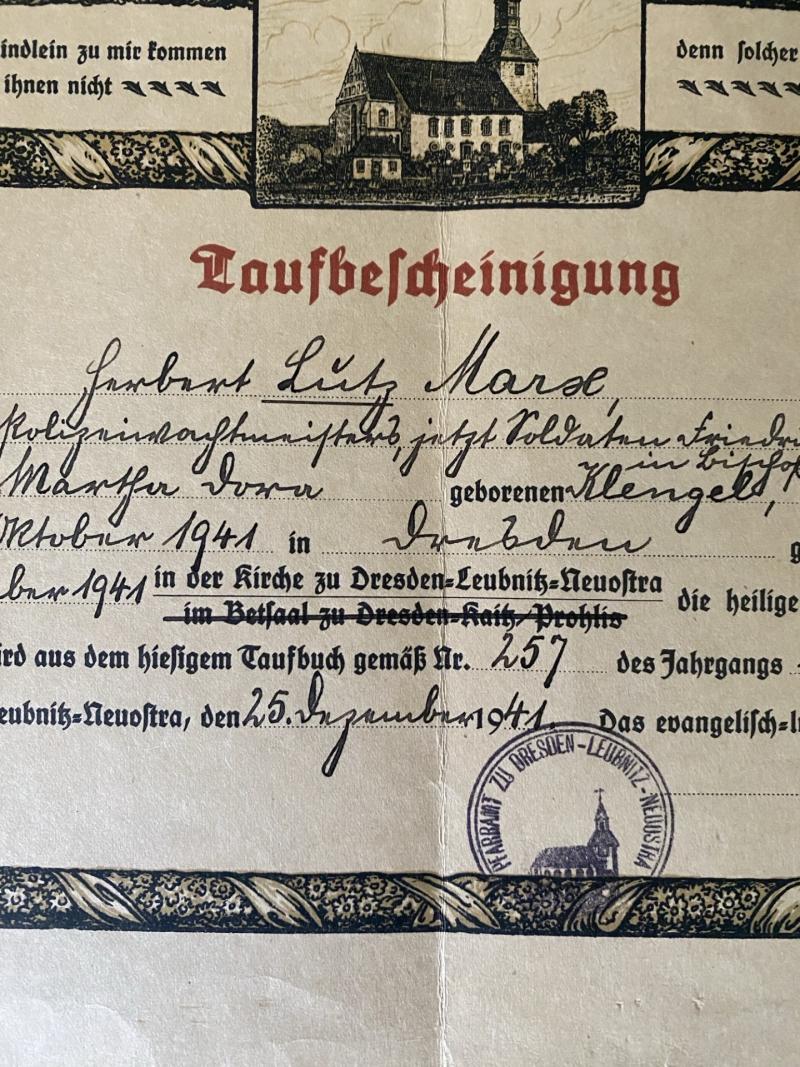 indlein zu mir kommen
denn solcher
ihnen nicht
Taufbescheinigung
Herbert Lutz Marx,
Polizeiwachtmeisters, jetzt Soldaten Friedri
in Bischof
Martha Dora geborenen Klengel,
Oktober 1941 in Dresden g
ber 1941 in der Kirche zu Dresden-Leubnitz-Neuostra die heilige
im Betsaal zu Dresden-Kaitz/Prohlis
ird aus dem hiesigem Taufbuch gemäß Nr. 257 des Jahrgangs
eubnitz-Neuostra, den 25. Dezember 1941. Das evangelisch-l
PFARRAMT ZU DRESDEN-LEUBNITZ-NEUOSTRA